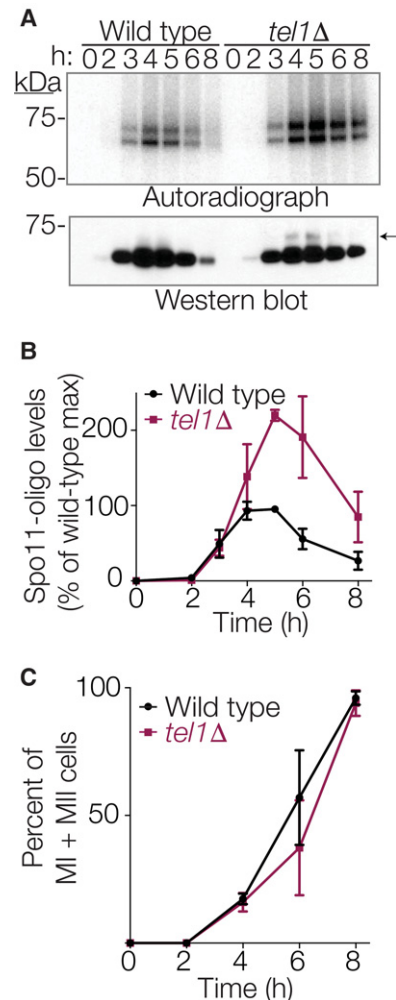 A
Wild type tel1Δ
h: 0 2 3 4 5 6 8 0 2 3 4 5 6 8
kDa
75-
50-
Autoradiograph
75-
Western blot
B
Wild type
tel1Δ
Spo11-oligo levels
(% of wild-type max)
200
100
0
0 2 4 6 8
Time (h)
C
Wild type
tel1Δ
Percent of
MI + MII cells
100
50
0 2 4 6 8
Time (h)